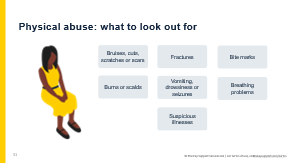 Physical abuse: what to look out for
Bruises, cuts,
scratches or scars
Fractures
Bite marks
Burns or scalds
Vomiting,
drowsiness or
seizures
Breathing
problems
Suspicious
illnesses